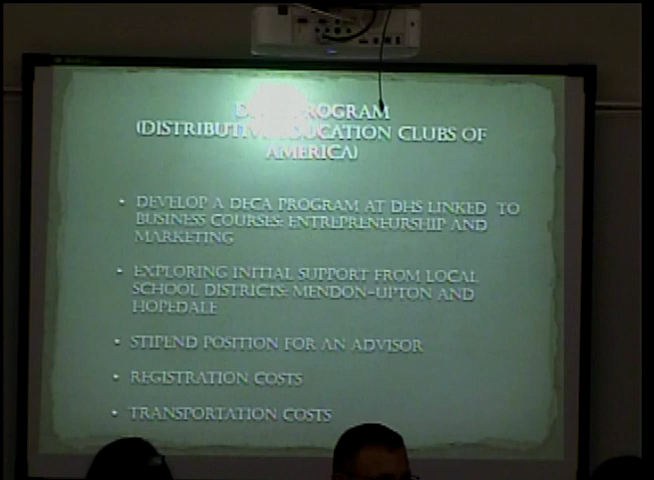 PROGRAM
(DISTRIBUTIVE EDUCATION CLUBS OF
AMERICA)
• DEVELOP A DECA PROGRAM AT DHS LINKED TO
BUSINESS COURSES: ENTREPRENEURSHIP AND
MARKETING
• EXPLORING INITIAL SUPPORT FROM LOCAL
SCHOOL DISTRICTS: MENDON-UPTON AND
HOPEDALE
• STIPEND POSITION FOR AN ADVISOR
• REGISTRATION COSTS
• TRANSPORTATION COSTS